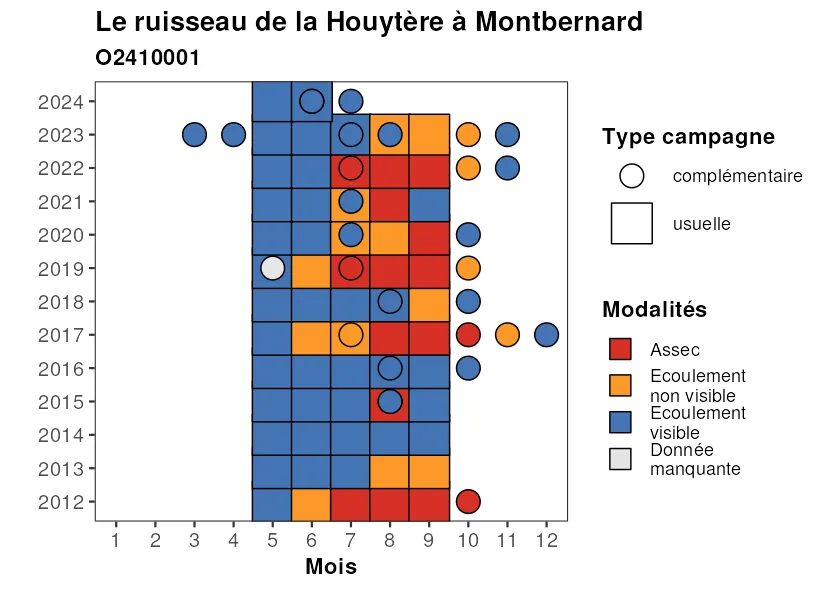 Le ruisseau de la Houytère à Montbernard
O2410001
2024
2023
2022
2021
2020
2019
2018
2017
2016
2015
2014
2013
2012
1 2 3 4 5 6 7 8 9 10 11 12
Mois
Type campagne
complémentaire
usuelle
Modalités
Assec
Ecoulement
non visible
Ecoulement
visible
Donnée
manquante